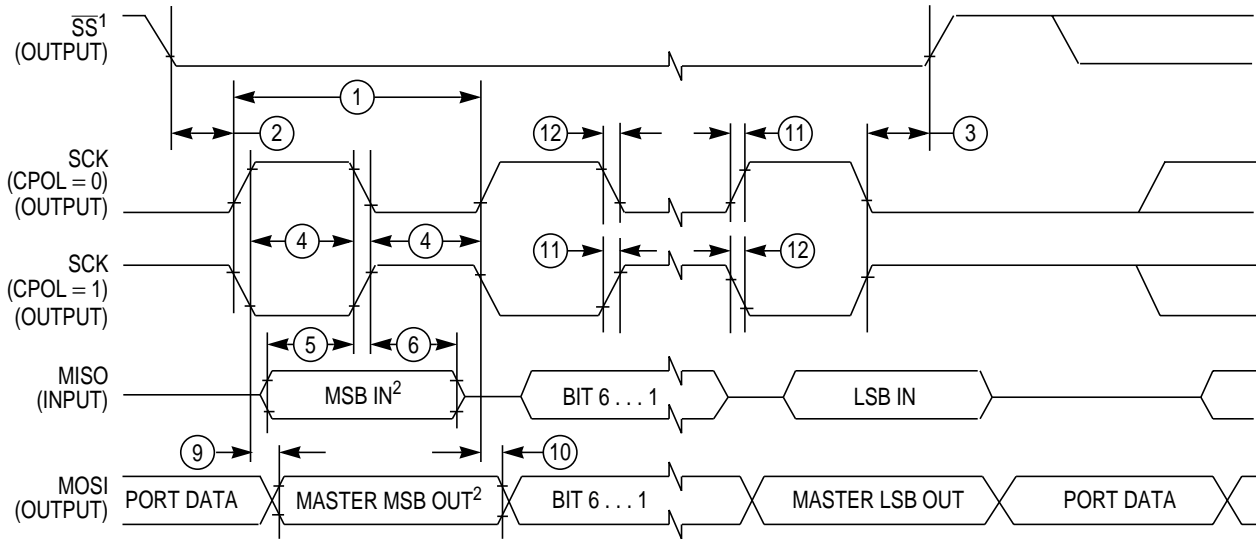 SS¹
(OUTPUT)
1
2
12
11
3
SCK
(CPOL = 0)
(OUTPUT)
4
4
11
12
SCK
(CPOL = 1)
(OUTPUT)
5
6
MISO
(INPUT)
MSB IN²
BIT 6 . . . 1
LSB IN
9
10
MOSI
(OUTPUT)
PORT DATA
MASTER MSB OUT²
BIT 6 . . . 1
MASTER LSB OUT
PORT DATA